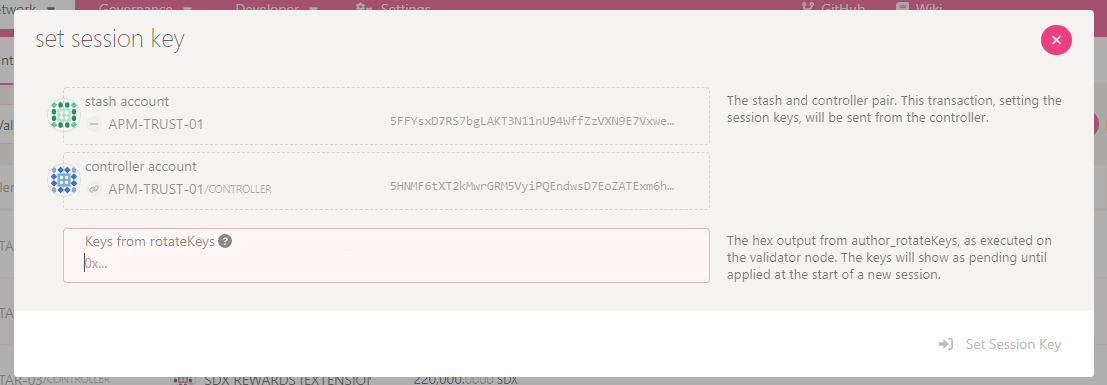 Governance
Developer
Settings
GitHub
Wiki
set session key
stash account
APM-TRUST-01
5FFYsxD7RS7bgLAKT3N11nU94WffZzVXN9E7Vxwe…
The stash and controller pair. This transaction, setting the
session keys, will be sent from the controller.
controller account
APM-TRUST-01/CONTROLLER
5HNMF6tXT2kMwrGRM5VyiPQEndwsD7EoZATExm6h…
Keys from rotateKeys
0x...
The hex output from author_rotateKeys, as executed on
the validator node. The keys will show as pending until
applied at the start of a new session.
Set Session Key
TAR-03/CONTROLLER
SDX REWARDS (EXTENSION
220,000.0000 SDX